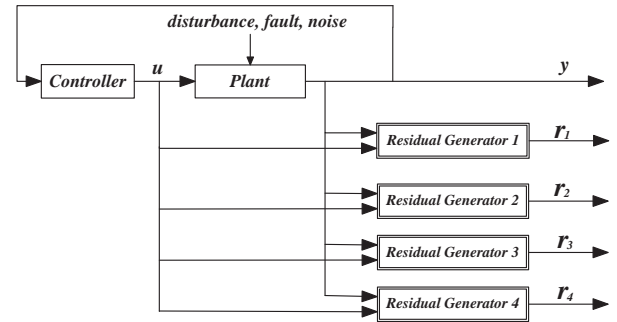 disturbance, fault, noise
Controller
u
Plant
y
Residual Generator 1
r1
Residual Generator 2
r2
Residual Generator 3
r3
Residual Generator 4
r4